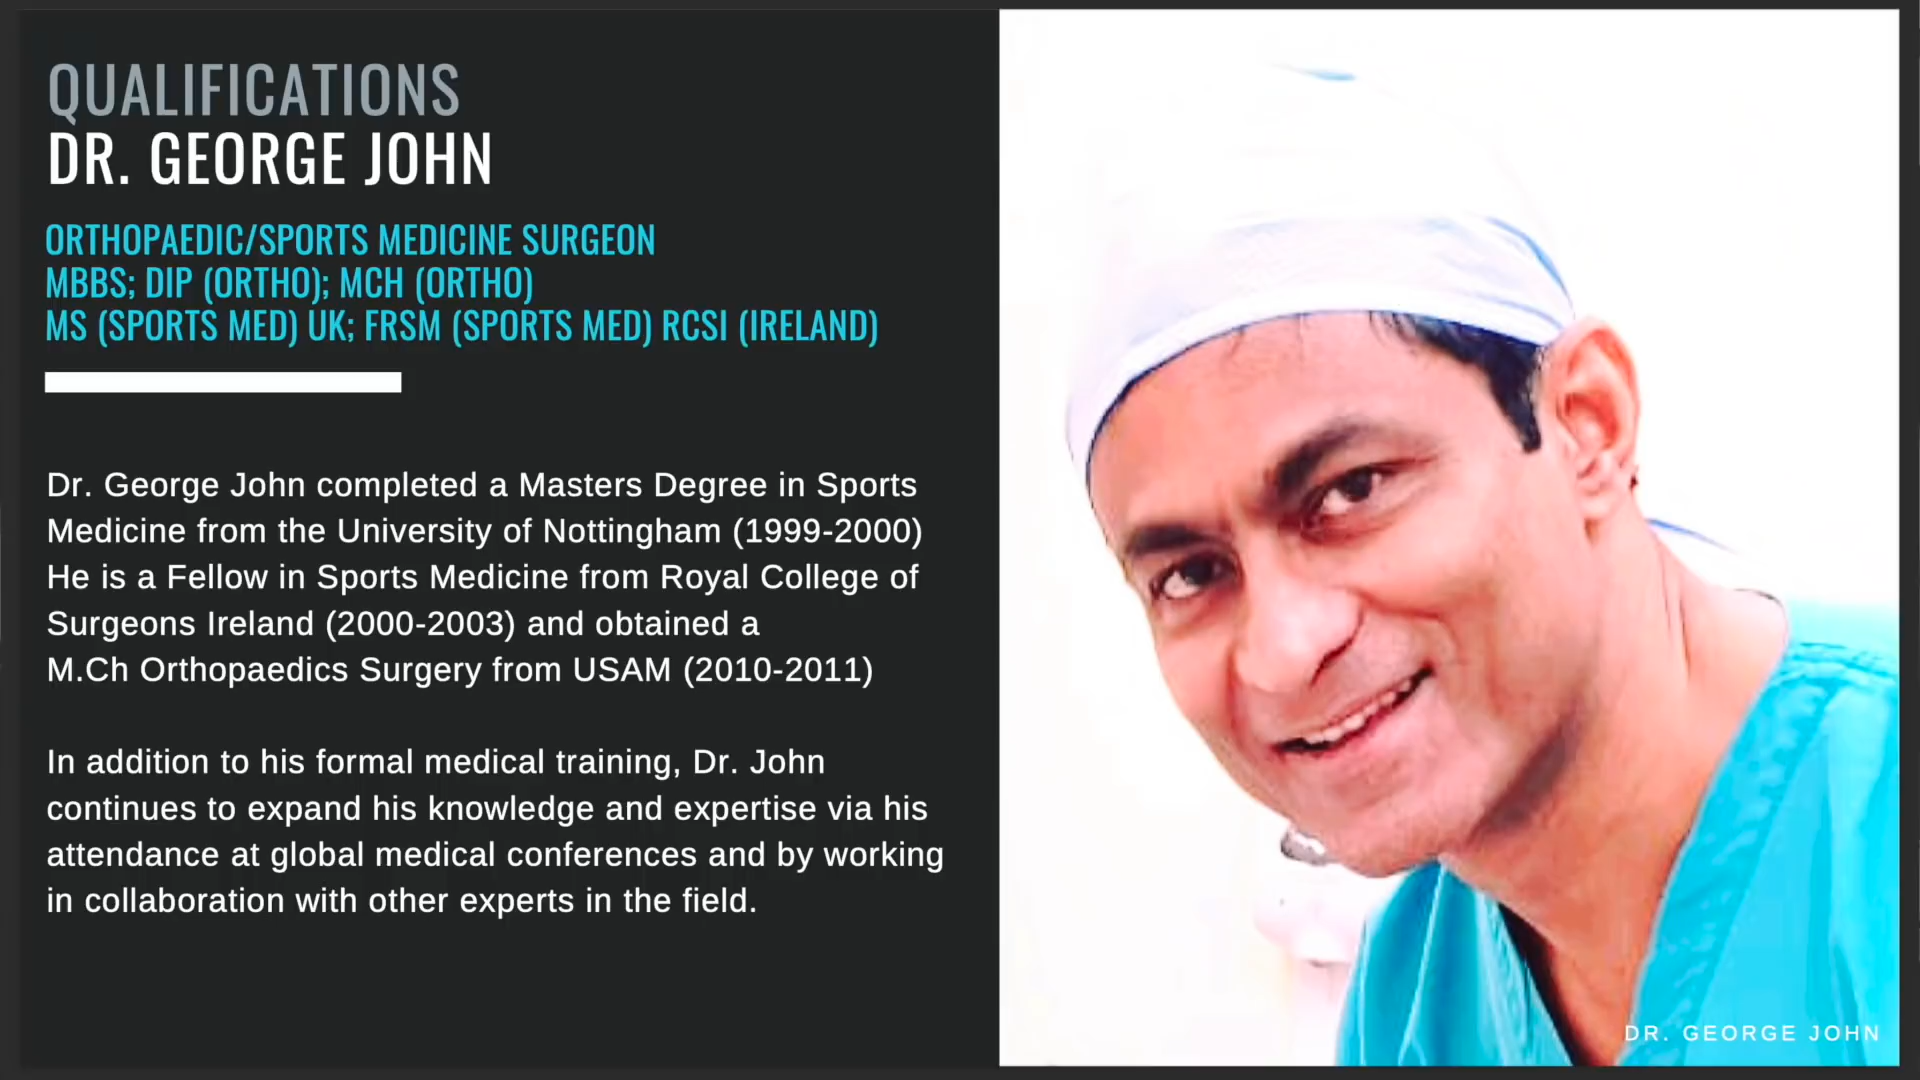 QUALIFICATIONS
DR. GEORGE JOHN
ORTHOPAEDIC/SPORTS MEDICINE SURGEON
MBBS; DIP (ORTHO); MCH (ORTHO)
MS (SPORTS MED) UK; FRSM (SPORTS MED) RCSI (IRELAND)
Dr. George John completed a Masters Degree in Sports
Medicine from the University of Nottingham (1999-2000)
He is a Fellow in Sports Medicine from Royal College of
Surgeons Ireland (2000-2003) and obtained a
M.Ch Orthopaedics Surgery from USAM (2010-2011)
In addition to his formal medical training, Dr. John
continues to expand his knowledge and expertise via his
attendance at global medical conferences and by working
in collaboration with other experts in the field.
DR. GEORGE JOHN